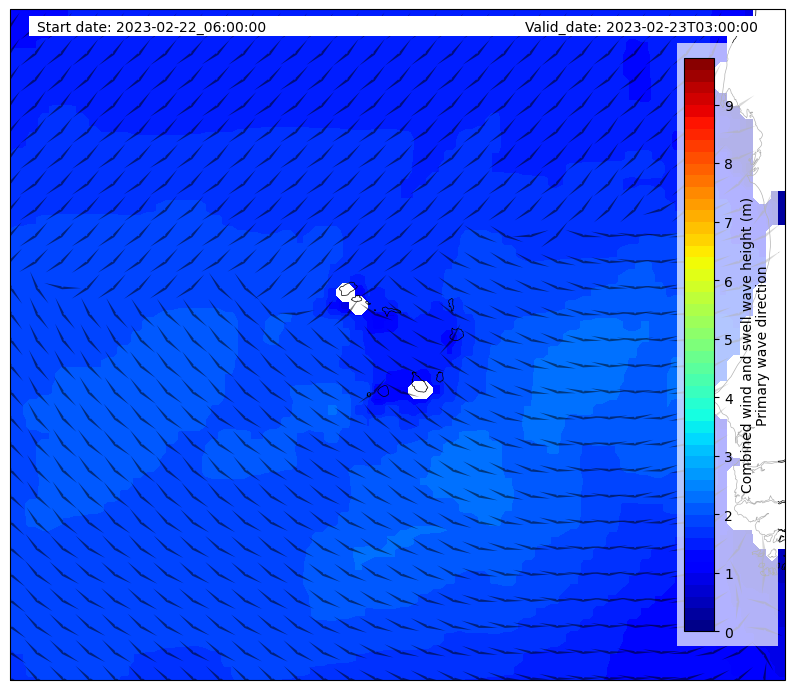 Start date: 2023-02-22_06:00:00
Valid_date: 2023-02-23T03:00:00
9
8
7
6
5
4
3
2
1
0
Combined wind and swell wave height (m)
Primary wave direction